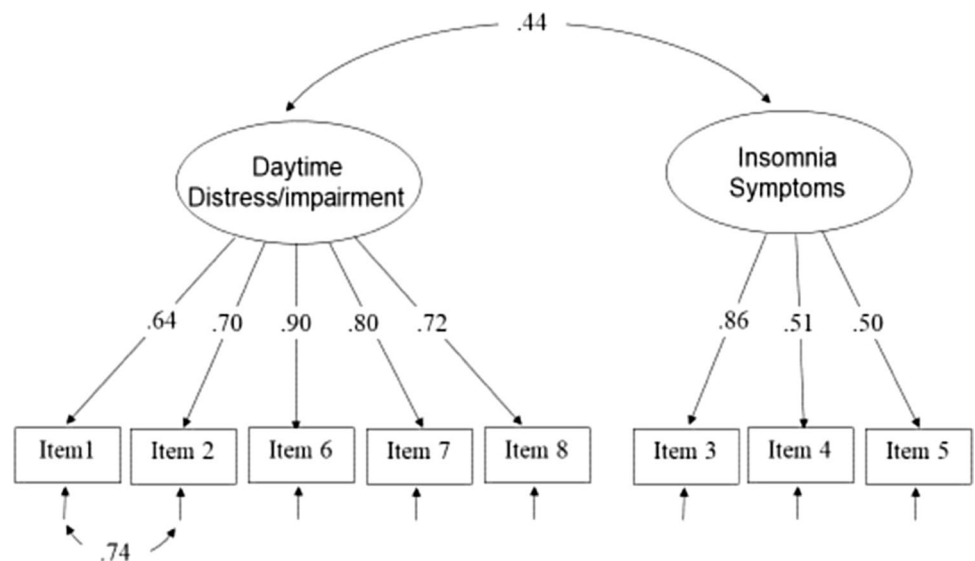 .44
Daytime
Distress/impairment
Insomnia
Symptoms
.64 .70 .90 .80 .72 .86 .51 .50
Item1 Item 2 Item 6 Item 7 Item 8 Item 3 Item 4 Item 5
.74